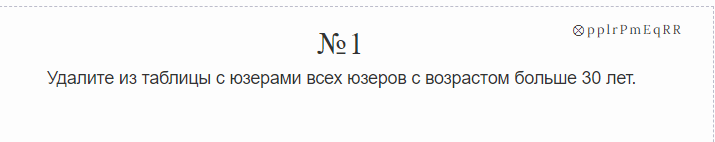 ⊗pplrPmEqRR
№1
Удалите из таблицы с юзерами всех юзеров с возрастом больше 30 лет.